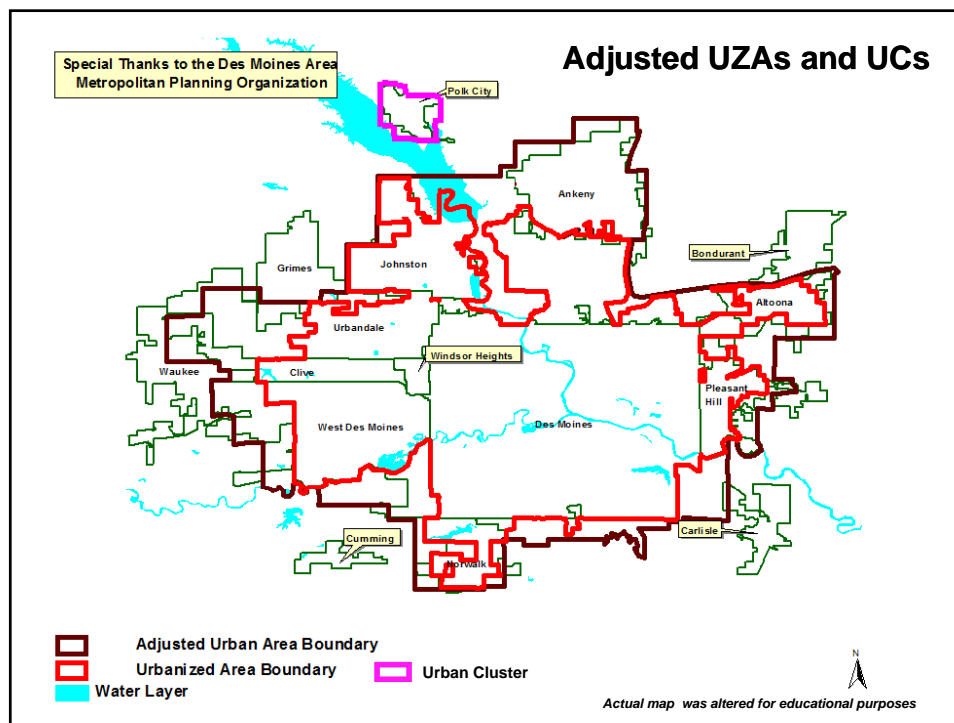 Adjusted UZAs and UCs
Special Thanks to the Des Moines Area
Metropolitan Planning Organization
Polk City
Ankeny
Bondurant
Grimes
Johnston
Altoona
Urbandale
Windsor Heights
Waukee
Clive
Pleasant
Hill
West Des Moines
Des Moines
Carlisle
Cumming
Norwalk
Adjusted Urban Area Boundary
Urbanized Area Boundary
Urban Cluster
Water Layer
N
Actual map was altered for educational purposes